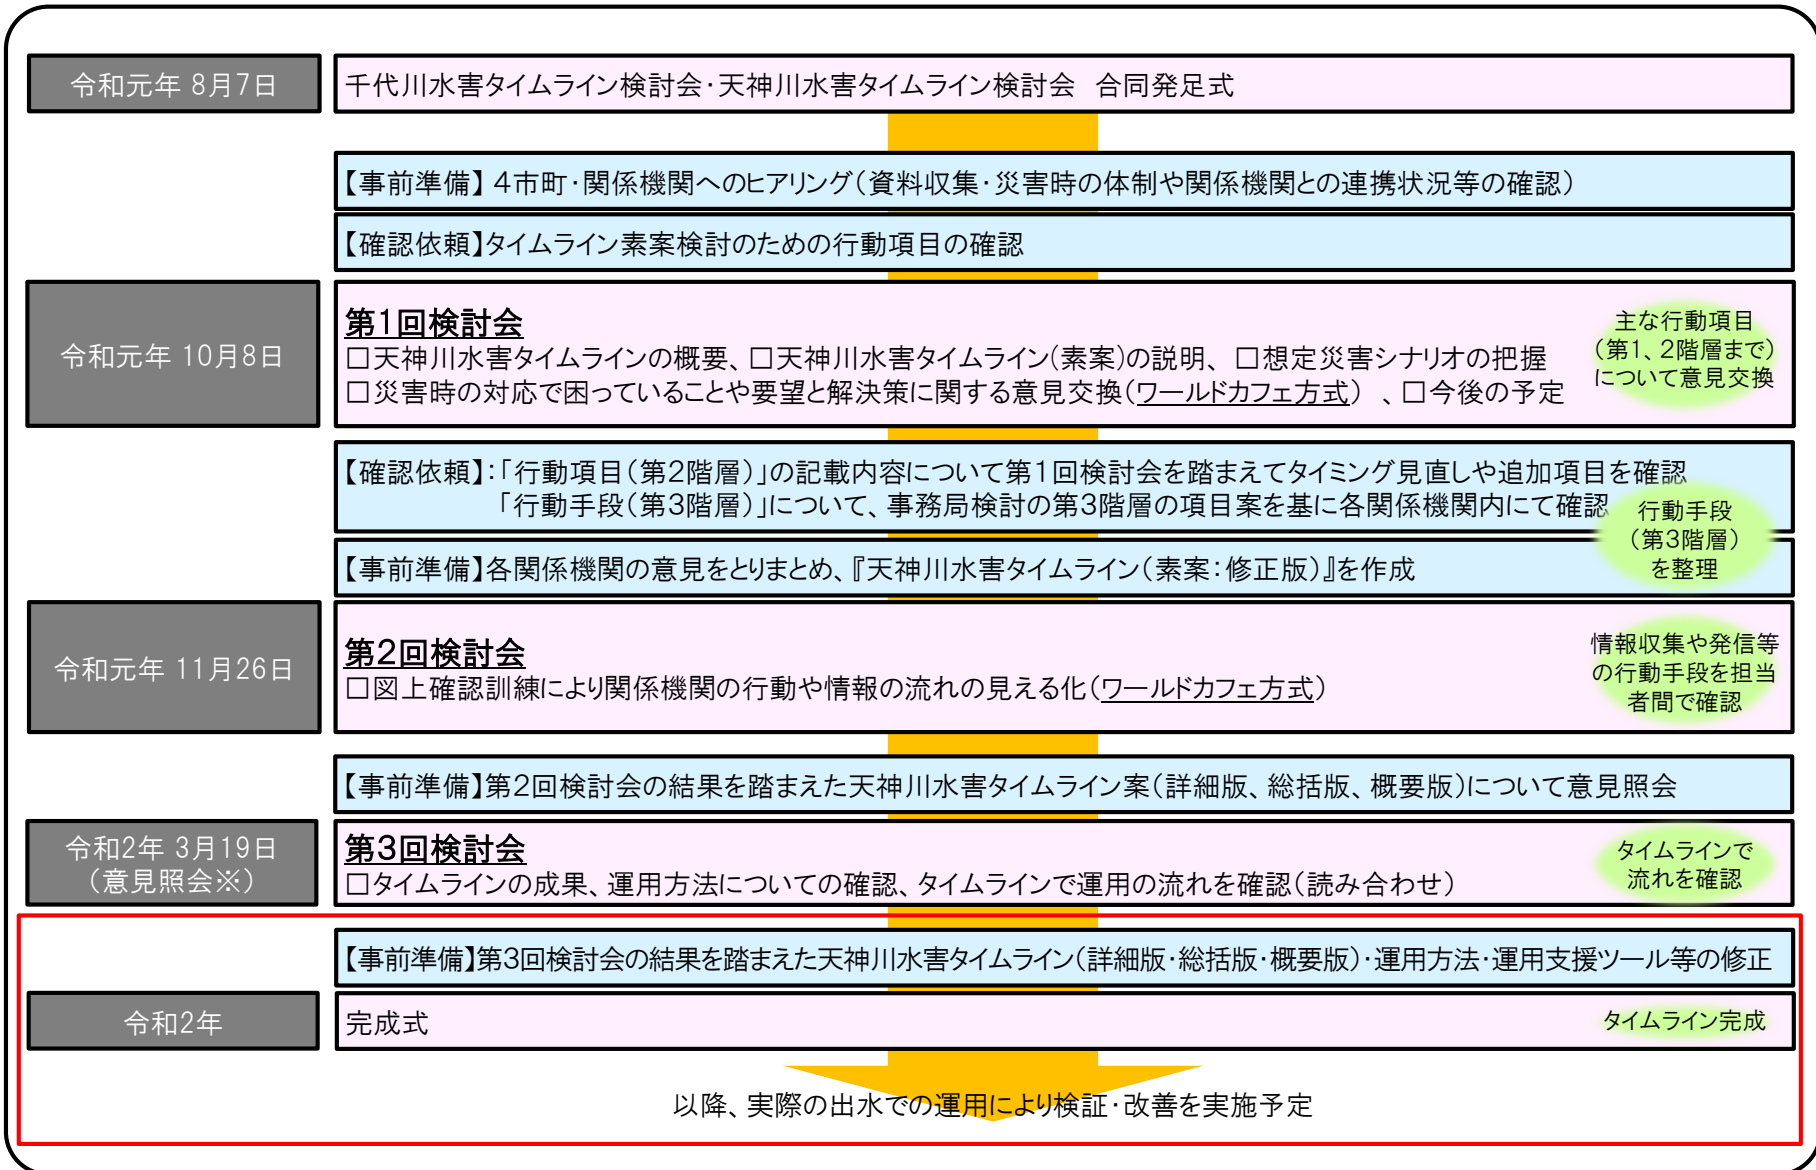 令和元年 8月7日
千代川水害タイムライン検討会・天神川水害タイムライン検討会　合同発足式
【事前準備】 4市町・関係機関へのヒアリング（資料収集・災害時の体制や関係機関との連携状況等の確認）
【確認依頼】タイムライン素案検討のための行動項目の確認
令和元年 10月8日
第1回検討会
□天神川水害タイムラインの概要、□天神川水害タイムライン(素案)の説明、 □想定災害シナリオの把握
□災害時の対応で困っていることや要望と解決策に関する意見交換（ワールドカフェ方式） 、□今後の予定
主な行動項目
（第1、2階層まで）
について意見交換
【確認依頼】：「行動項目（第2階層）」の記載内容について第1回検討会を踏まえてタイミング見直しや追加項目を確認
「行動手段（第3階層）」について、事務局検討の第3階層の項目案を基に各関係機関内にて確認
行動手段
（第3階層）
を整理
【事前準備】各関係機関の意見をとりまとめ、『天神川水害タイムライン（素案：修正版）』を作成
令和元年 11月26日
第2回検討会
□図上確認訓練により関係機関の行動や情報の流れの見える化（ワールドカフェ方式）
情報収集や発信等
の行動手段を担当
者間で確認
【事前準備】第2回検討会の結果を踏まえた天神川水害タイムライン案（詳細版、総括版、概要版）について意見照会
令和2年 3月19日
（意見照会※）
第3回検討会
□タイムラインの成果、運用方法についての確認、タイムラインで運用の流れを確認（読み合わせ）
タイムラインで
流れを確認
【事前準備】第3回検討会の結果を踏まえた天神川水害タイムライン（詳細版・総括版・概要版）・運用方法・運用支援ツール等の修正
令和2年
完成式
タイムライン完成
以降、実際の出水での運用により検証・改善を実施予定